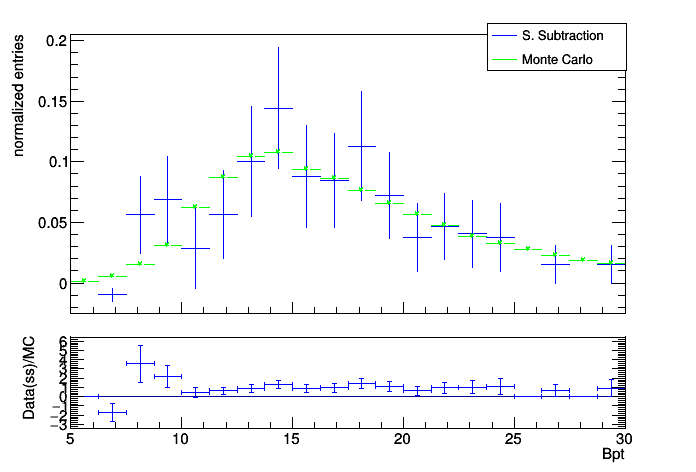 S. Subtraction
Monte Carlo
normalized entries
0.2
0.15
0.1
0.05
0
Data(ss)/MC
6
5
4
3
2
1
0
−1
−2
−3
5 10 15 20 25 30
Bpt